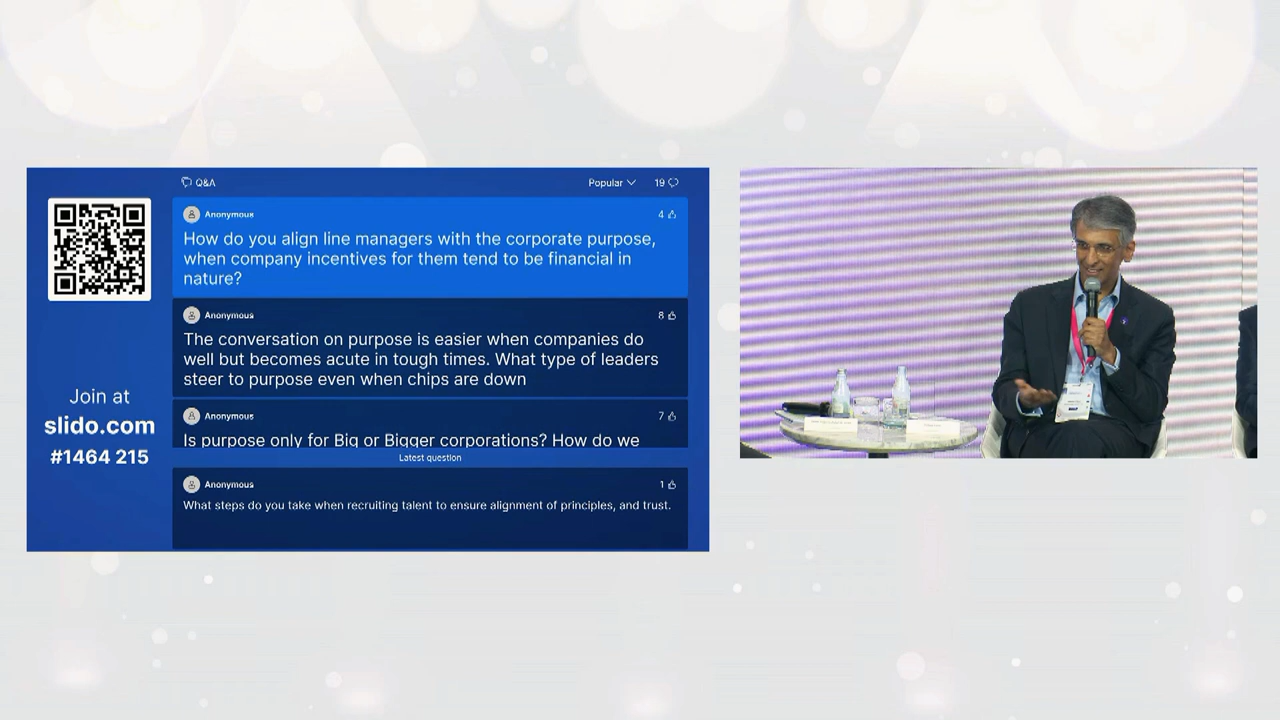 Q&A
Popular
19
Anonymous
4
How do you align line managers with the corporate purpose,
when company incentives for them tend to be financial in
nature?
Anonymous
8
The conversation on purpose is easier when companies do
well but becomes acute in tough times. What type of leaders
steer to purpose even when chips are down
Anonymous
7
Is purpose only for Big or Bigger corporations? How do we
Latest question
Anonymous
1
What steps do you take when recruiting talent to ensure alignment of principles, and trust.
Join at
slido.com
#1464 215